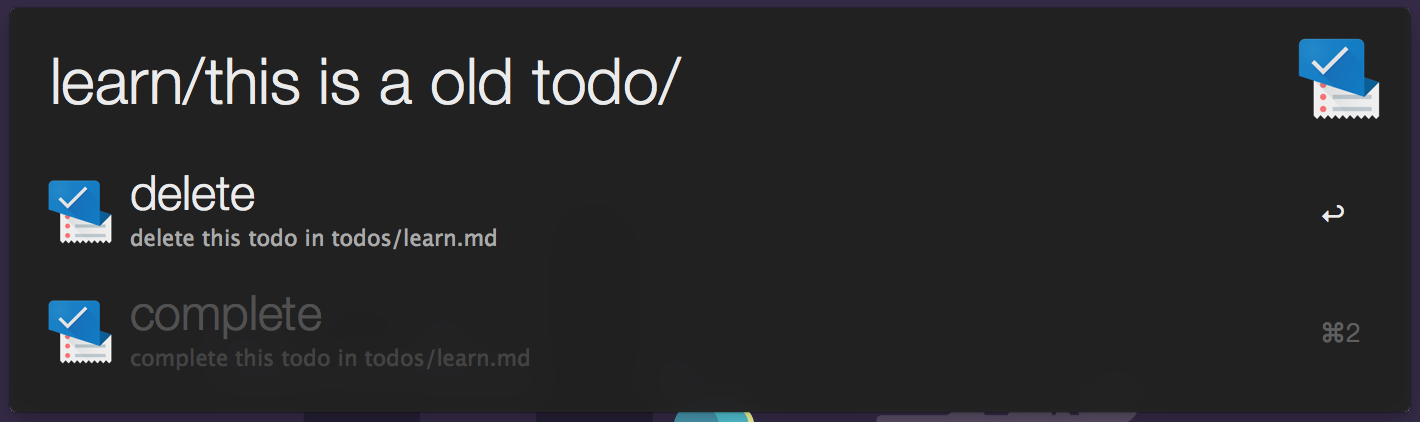 learn/this is a old todo/
delete
delete this todo in todos/learn.md
↩
complete
complete this todo in todos/learn.md
⌘2